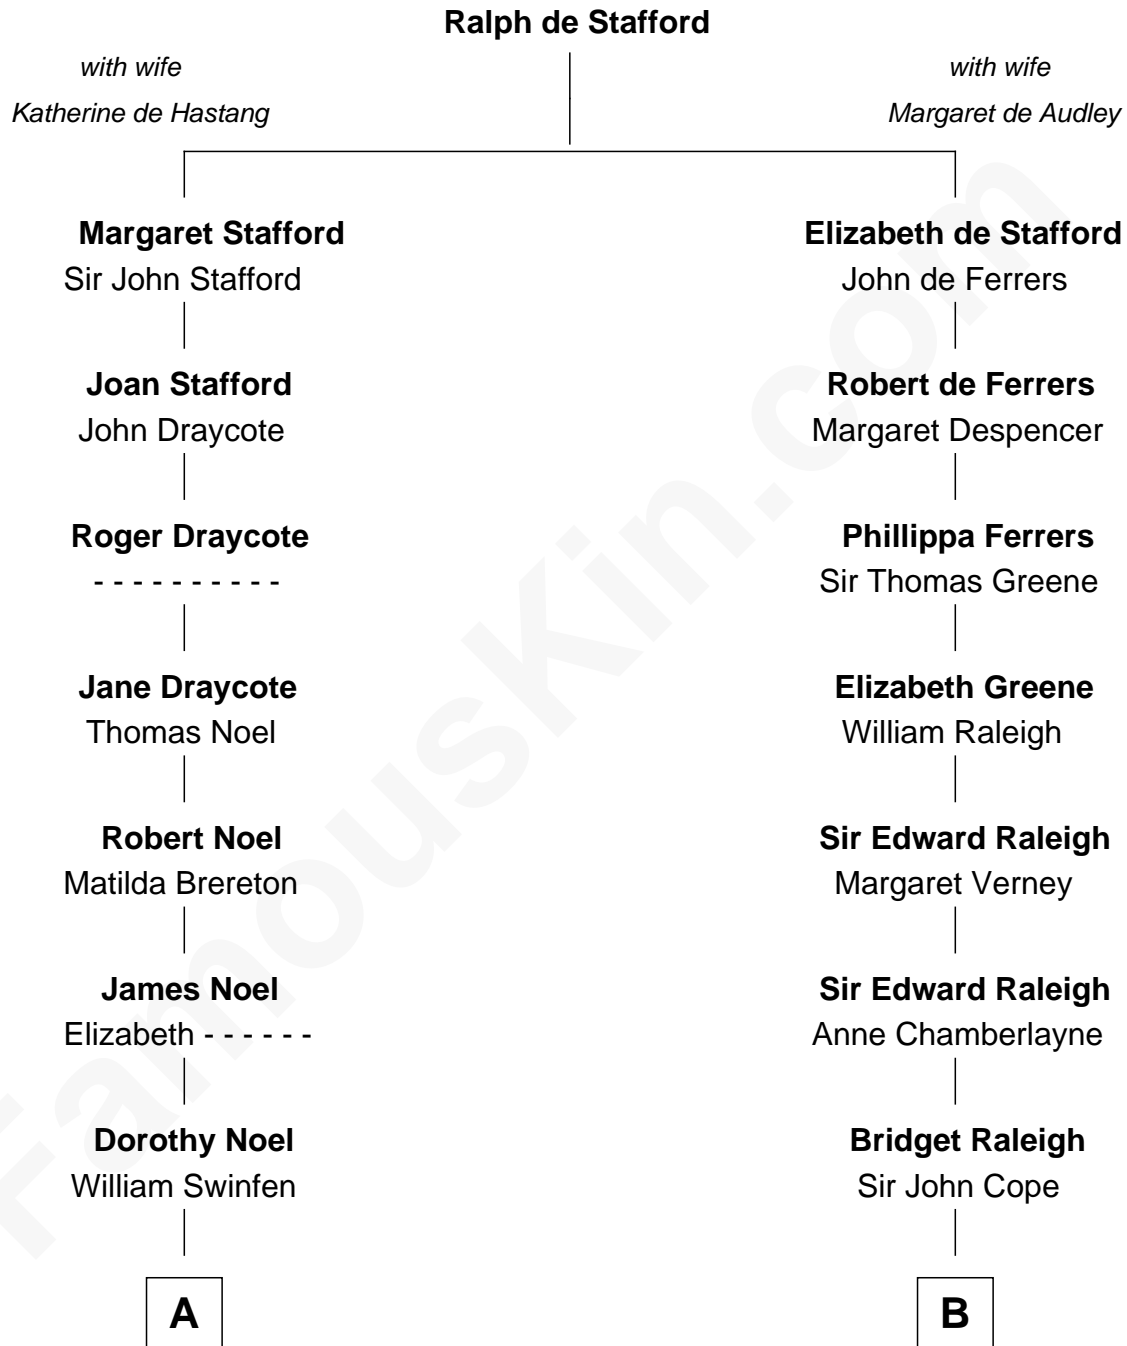 Ralph de Stafford
with wife
Katherine de Hastang
with wife
Margaret de Audley
Margaret Stafford
Sir John Stafford
Elizabeth de Stafford
John de Ferrers
Joan Stafford
John Draycote
Robert de Ferrers
Margaret Despencer
Roger Draycote
- - - - - - - - - -
Phillippa Ferrers
Sir Thomas Greene
Jane Draycote
Thomas Noel
Elizabeth Greene
William Raleigh
Robert Noel
Matilda Brereton
Sir Edward Raleigh
Margaret Verney
James Noel
Elizabeth - - - - - -
Sir Edward Raleigh
Anne Chamberlayne
Dorothy Noel
William Swinfen
Bridget Raleigh
Sir John Cope
A
B
FamousKin.com